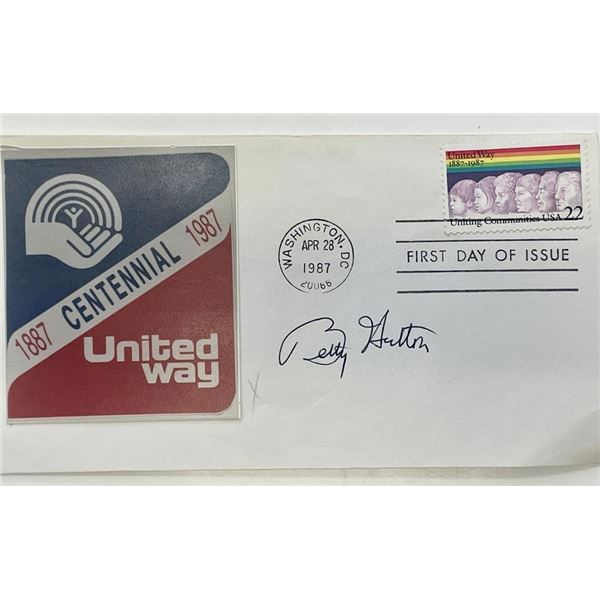 1887 CENTENNIAL 1987
United
way
United Way
1887-1987
Uniting Communities USA 22
WASHINGTON, DC
APR 28
1987
20066
FIRST DAY OF ISSUE
Betty Hutton
X